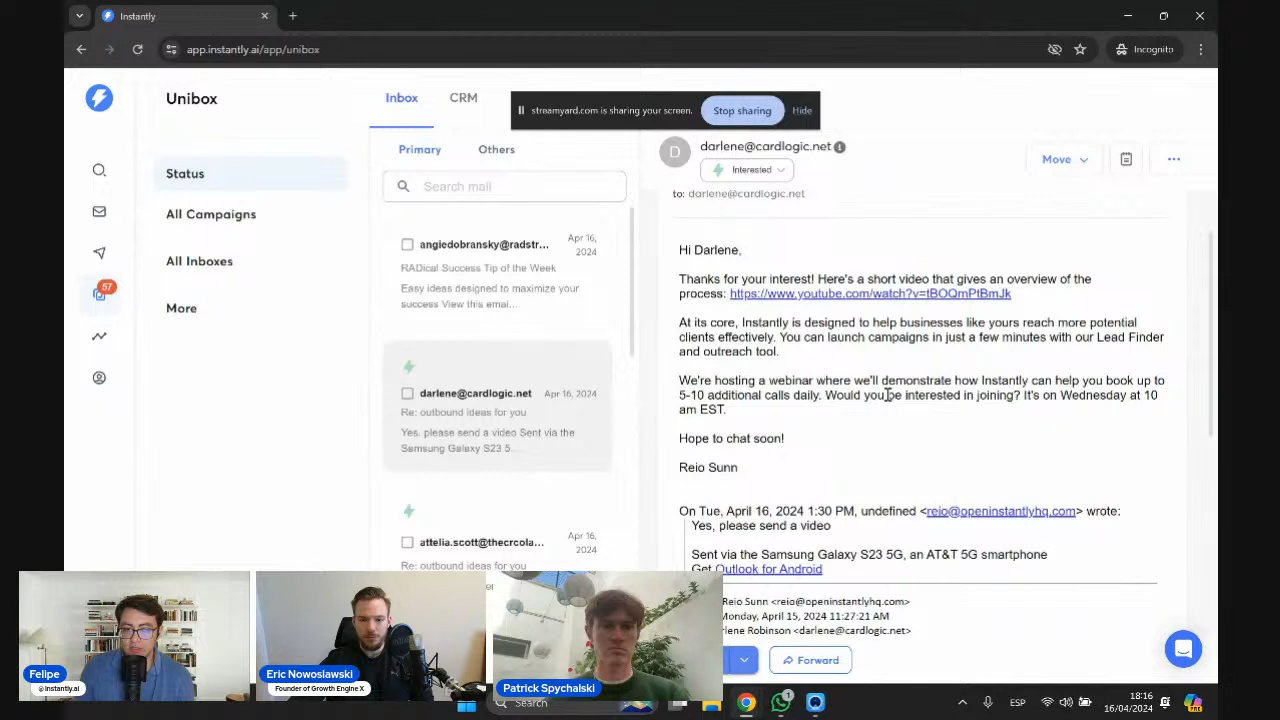 Instantly
app.instantly.ai/app/unibox
Incognito
Unibox
Inbox
CRM
streamyard.com is sharing your screen.
Stop sharing
Hide
Status
All Campaigns
All Inboxes
More
57
Primary
Others
Search mail
angiedobransky@radstr...
Apr 16,
2024
RADical Success Tip of the Week
Easy ideas designed to maximize your
success View this emai...
darlene@cardlogic.net
Apr 16, 2024
Re: outbound ideas for you
Yes, please send a video Sent via the
Samsung Galaxy S23 5...
attelia.scott@thecrcola...
Apr 16,
2024
Re: outbound ideas for you
D
darlene@cardlogic.net
Interested
Move
to: darlene@cardlogic.net
Hi Darlene,
Thanks for your interest! Here's a short video that gives an overview of the
process: https://www.youtube.com/watch?v=tBOQmPtBmJk
At its core, Instantly is designed to help businesses like yours reach more potential
clients effectively. You can launch campaigns in just a few minutes with our Lead Finder
and outreach tool.
We're hosting a webinar where we'll demonstrate how Instantly can help you book up to
5-10 additional calls daily. Would you be interested in joining? It's on Wednesday at 10
am EST.
Hope to chat soon!
Reio Sunn
On Tue, April 16, 2024 1:30 PM, undefined <reio@openinstantlyhq.com> wrote:
Yes, please send a video
Sent via the Samsung Galaxy S23 5G, an AT&T 5G smartphone
Get Outlook for Android
Reio Sunn <reio@openinstantlyhq.com>
Monday, April 15, 2024 11:27:21 AM
rlene Robinson <darlene@cardlogic.net>
Forward
Felipe
@ Instantly.ai
Eric Nowoslawski
Founder of Growth Engine X
Patrick Spychalski
Search
1
ESP
18:16
16/04/2024